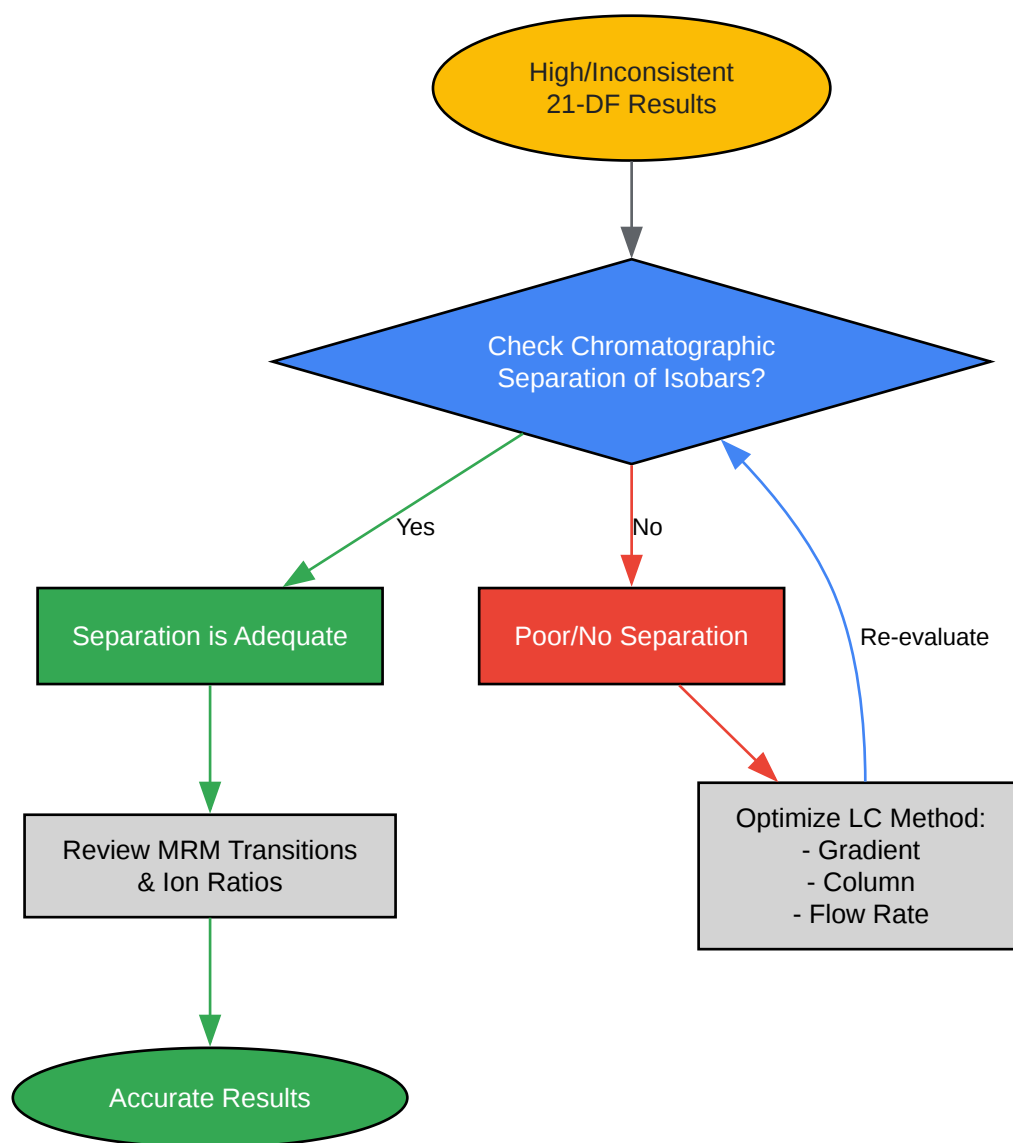 High/Inconsistent
21-DF Results
Check Chromatographic
Separation of Isobars?
Yes
No
Separation is Adequate
Poor/No Separation
Re-evaluate
Review MRM Transitions
& Ion Ratios
Optimize LC Method:
- Gradient
- Column
- Flow Rate
Accurate Results